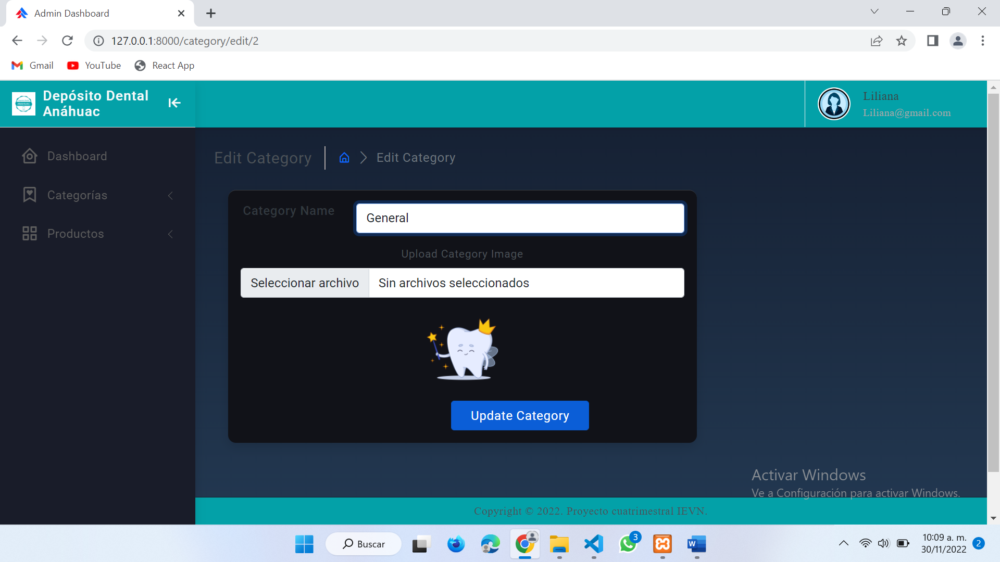 Admin Dashboard
127.0.0.1:8000/category/edit/2
Gmail
YouTube
React App
Depósito Dental
Anáhuac
ANAHUAC
Liliana
Liliana@gmail.com
Dashboard
Categorías
Productos
Edit Category
Edit Category
Category Name
General
Upload Category Image
Seleccionar archivo
Sin archivos seleccionados
Update Category
Activar Windows
Ve a Configuración para activar Windows.
Copyright © 2022. Proyecto cuatrimestral IEVN.
Buscar
3
W
10:09 a. m.
30/11/2022
2